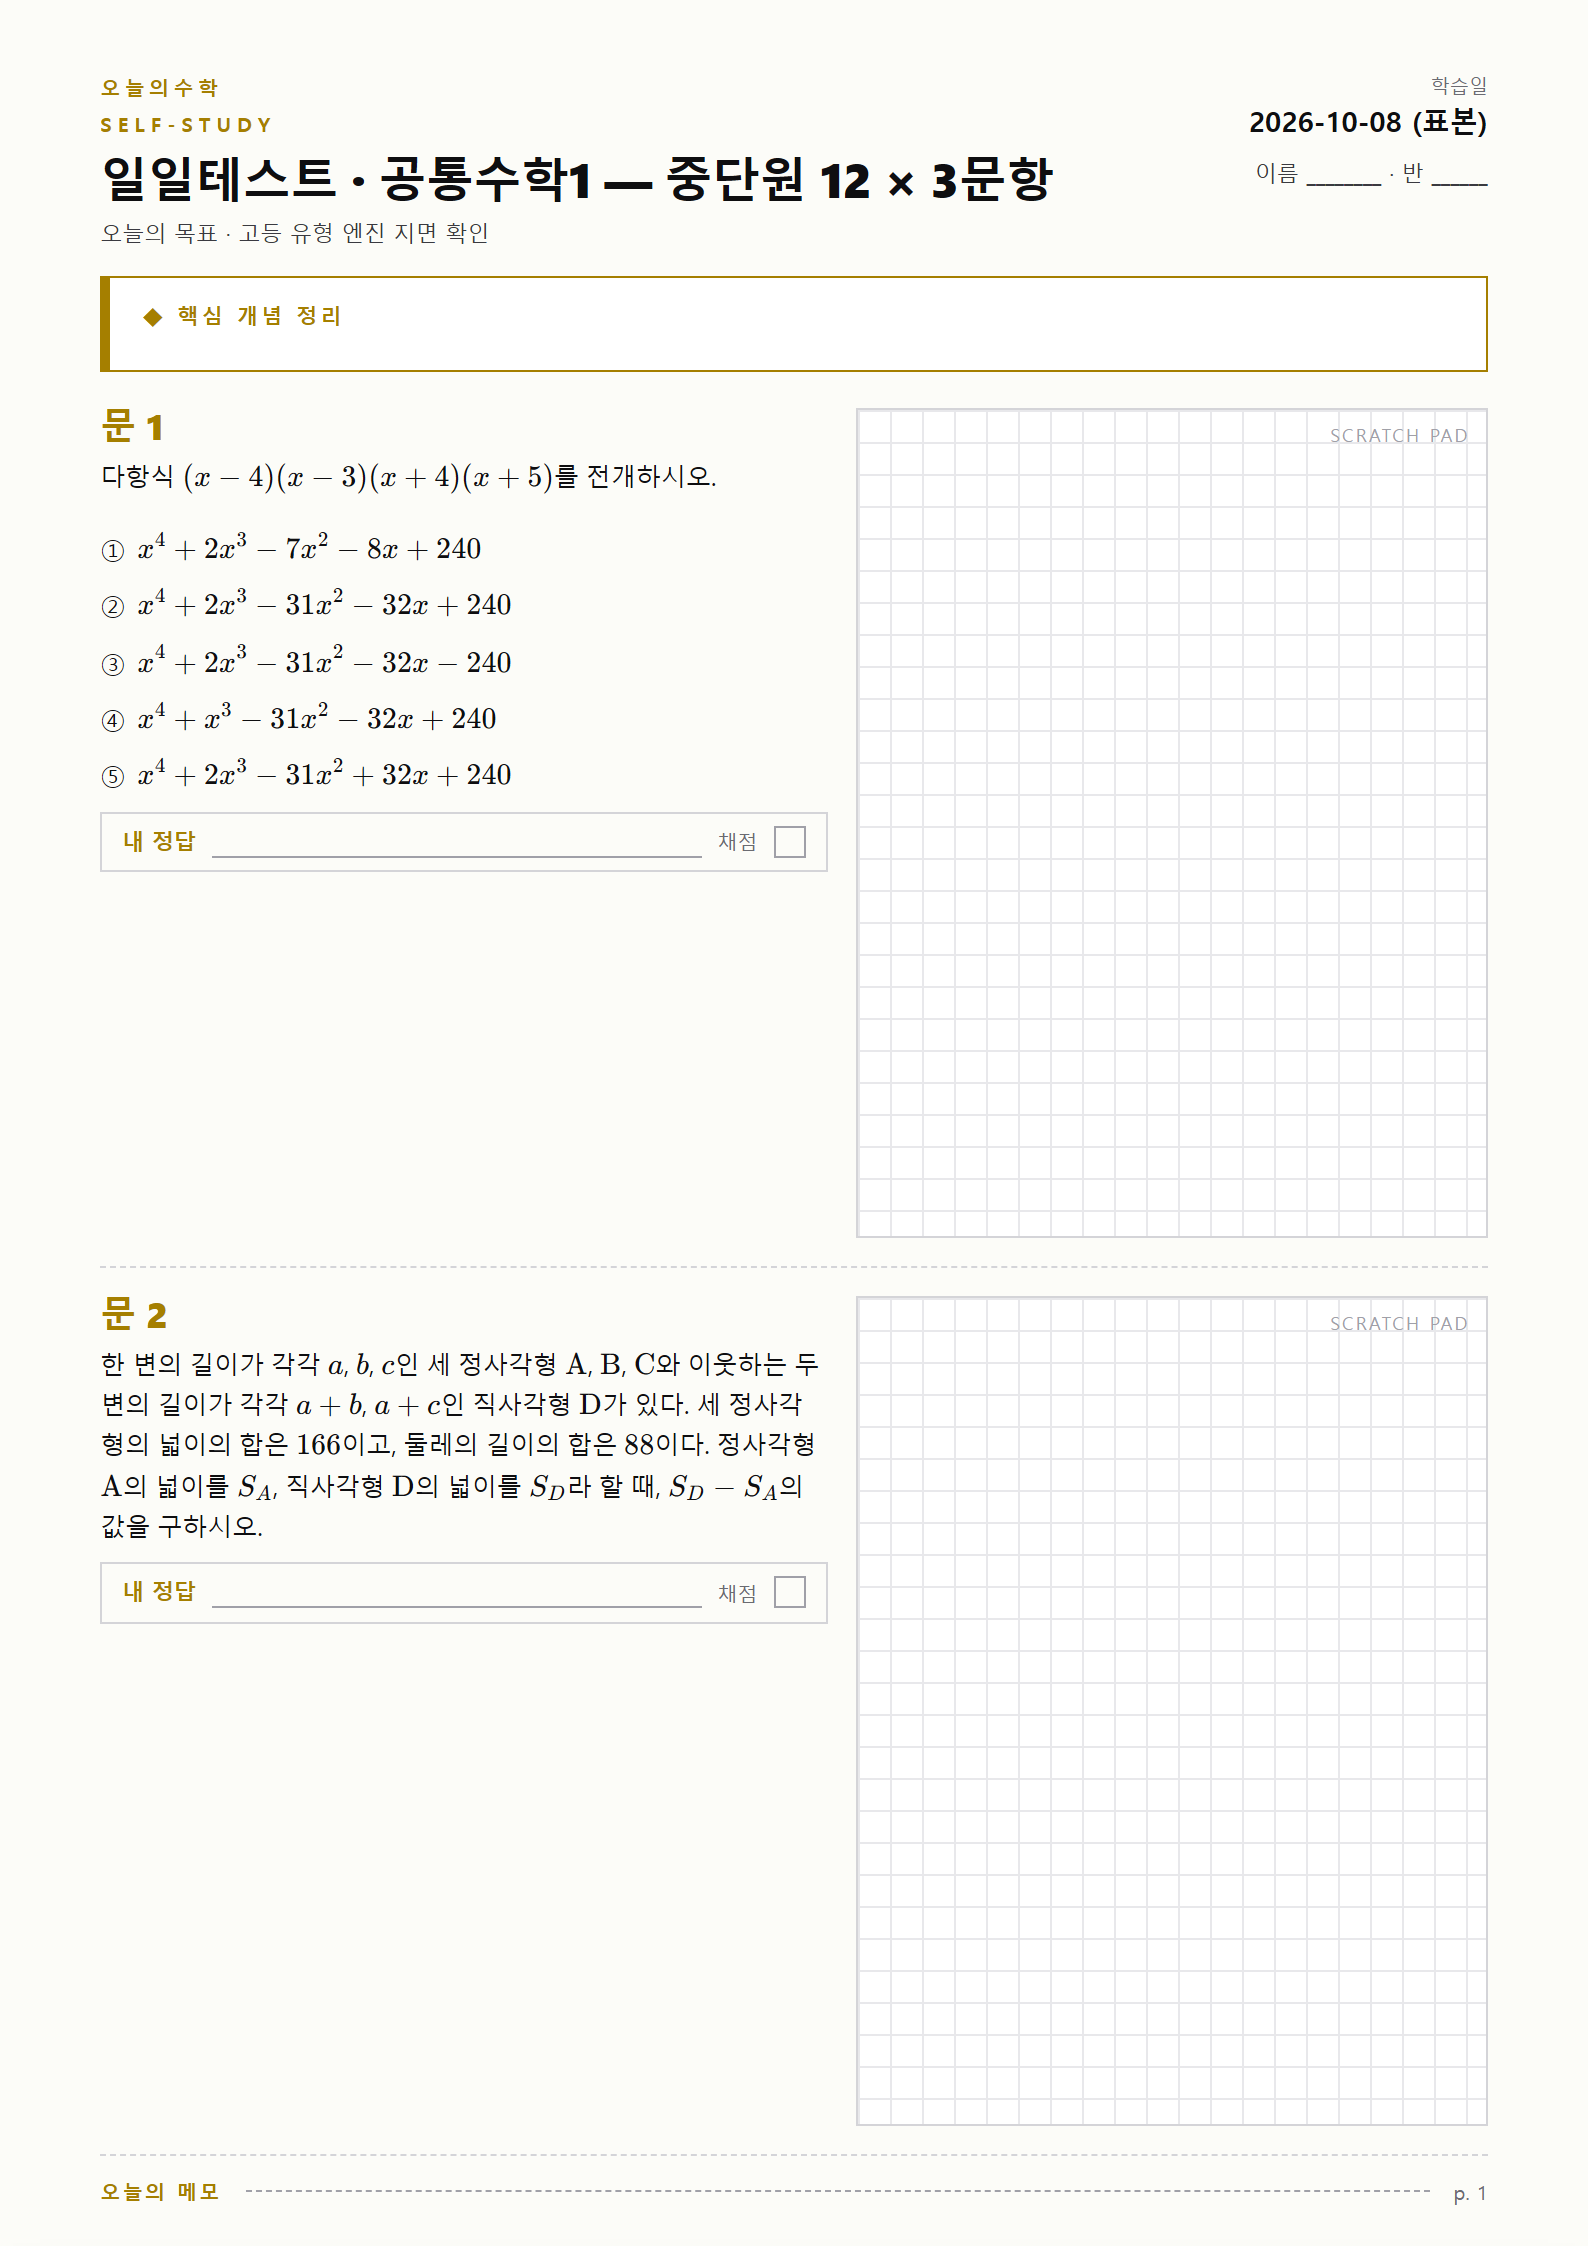 오늘의수학
SELF-STUDY
일일테스트 · 공통수학1 — 중단원 12 × 3문항
오늘의 목표 · 고등 유형 엔진 지면 확인
학습일
2026-10-08 (표본)
이름 ________ · 반 ______
◆ 핵심 개념 정리
문 1
다항식 (x − 4)(x − 3)(x + 4)(x + 5)를 전개하시오.
① x⁴ + 2x³ − 7x² − 8x + 240
② x⁴ + 2x³ − 31x² − 32x + 240
③ x⁴ + 2x³ − 31x² − 32x − 240
④ x⁴ + x³ − 31x² − 32x + 240
⑤ x⁴ + 2x³ − 31x² + 32x + 240
내 정답 채점
SCRATCH PAD
문 2
한 변의 길이가 각각 a, b, c인 세 정사각형 A, B, C와 이웃하는 두
변의 길이가 각각 a + b, a + c인 직사각형 D가 있다. 세 정사각
형의 넓이의 합은 166이고, 둘레의 길이의 합은 88이다. 정사각형
A의 넓이를 S_A, 직사각형 D의 넓이를 S_D라 할 때, S_D − S_A의
값을 구하시오.
내 정답 채점
SCRATCH PAD
오늘의 메모
p. 1